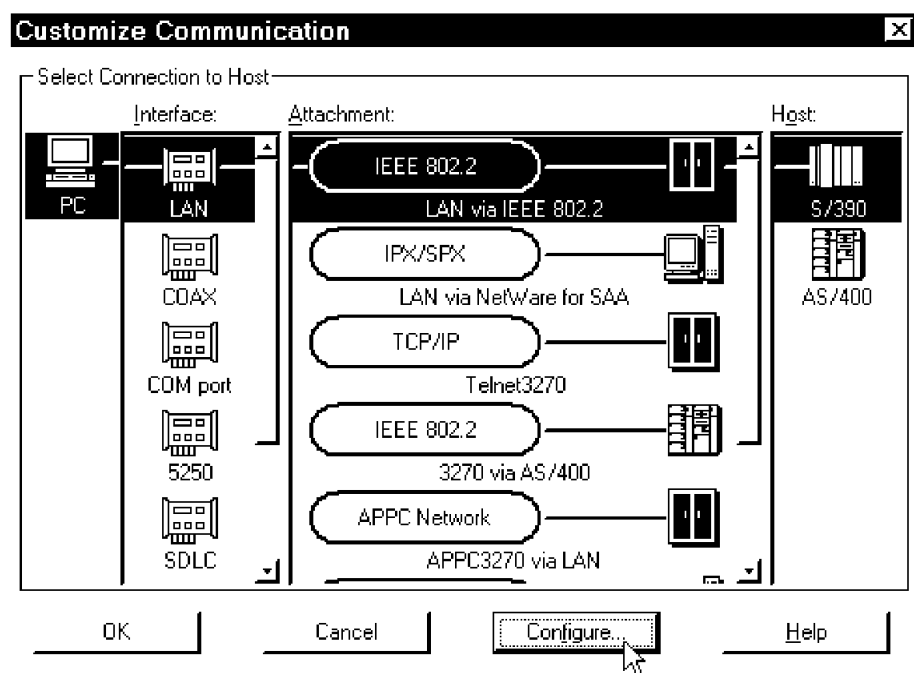 Customize Communication
Select Connection to Host
Interface: Attachment: Host:
IEEE 802.2
PC LAN LAN via IEEE 802.2 S/390
IPX/SPX
COAX LAN via NetWare for SAA AS/400
TCP/IP
COM port Telnet3270
IEEE 802.2
5250 3270 via AS/400
APPC Network
SDLC APPC3270 via LAN
OK Cancel Configure... Help